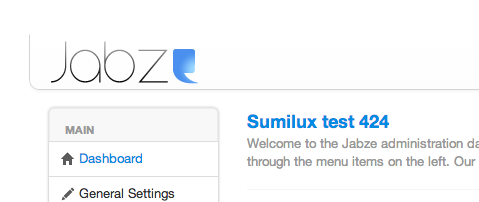 Jabze
MAIN
Dashboard
General Settings
Sumilux test 424
Welcome to the Jabze administration da
through the menu items on the left. Our